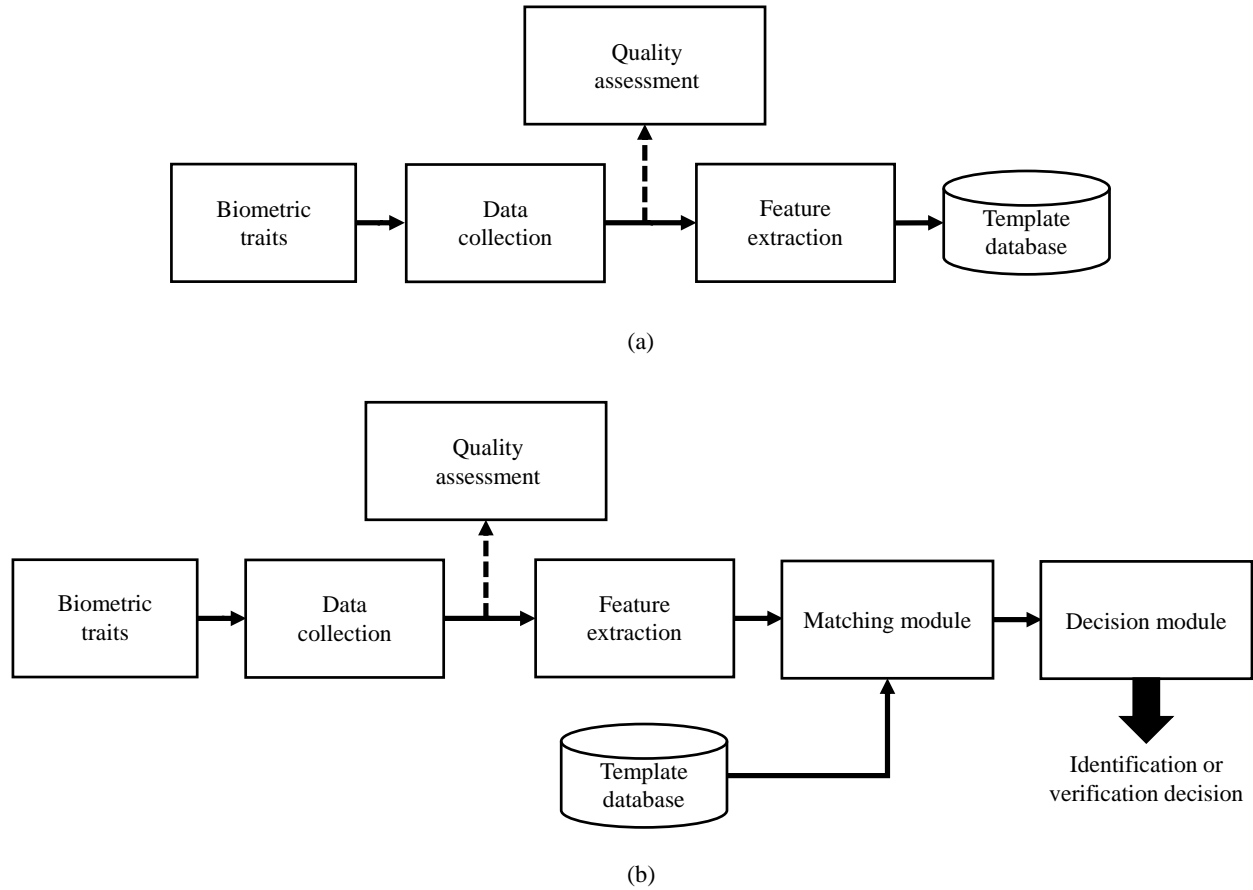 Quality
assessment
Biometric
traits
Data
collection
Feature
extraction
Template
database
(a)
Quality
assessment
Biometric
traits
Data
collection
Feature
extraction
Matching module
Decision module
Template
database
Identification or
verification decision
(b)